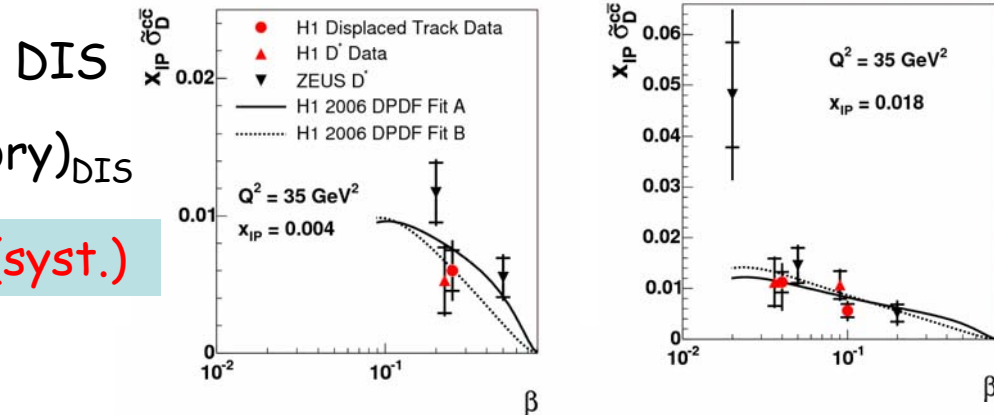 DIS
ory)DIS
(syst.)
x_IP σ̃_D^cc̄
H1 Displaced Track Data
H1 D* Data
ZEUS D*
H1 2006 DPDF Fit A
H1 2006 DPDF Fit B
Q² = 35 GeV²
x_IP = 0.004
0.02
0.01
0
10⁻²
10⁻¹
β
x_IP σ̃_D^cc̄
Q² = 35 GeV²
x_IP = 0.018
0.06
0.05
0.04
0.03
0.02
0.01
0
10⁻²
10⁻¹
β